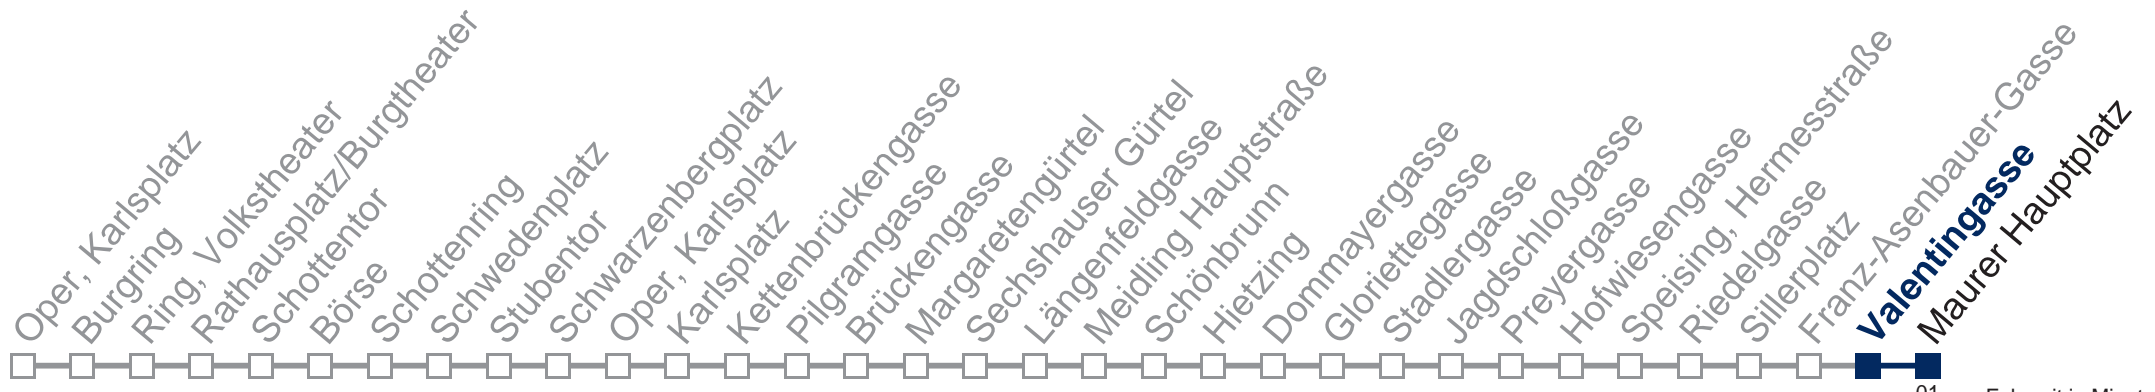 Oper, Karlsplatz
Burgring
Ring, Volkstheater
Rathausplatz/Burgtheater
Schottentor
Börse
Schottenring
Schwedenplatz
Stubentor
Schwarzenbergplatz
Oper, Karlsplatz
Karlsplatz
Kettenbrückengasse
Pilgramgasse
Brückengasse
Margaretengürtel
Sechshauser Gürtel
Längenfeldgasse
Meidling Hauptstraße
Schönbrunn
Hietzing
Dommayergasse
Gloriettegasse
Stadlergasse
Jagdschloßgasse
Preyergasse
Hofwiesengasse
Speising, Hermesstraße
Riedelgasse
Sillerplatz
Franz-Asenbauer-Gasse
Valentingasse
Maurer Hauptplatz